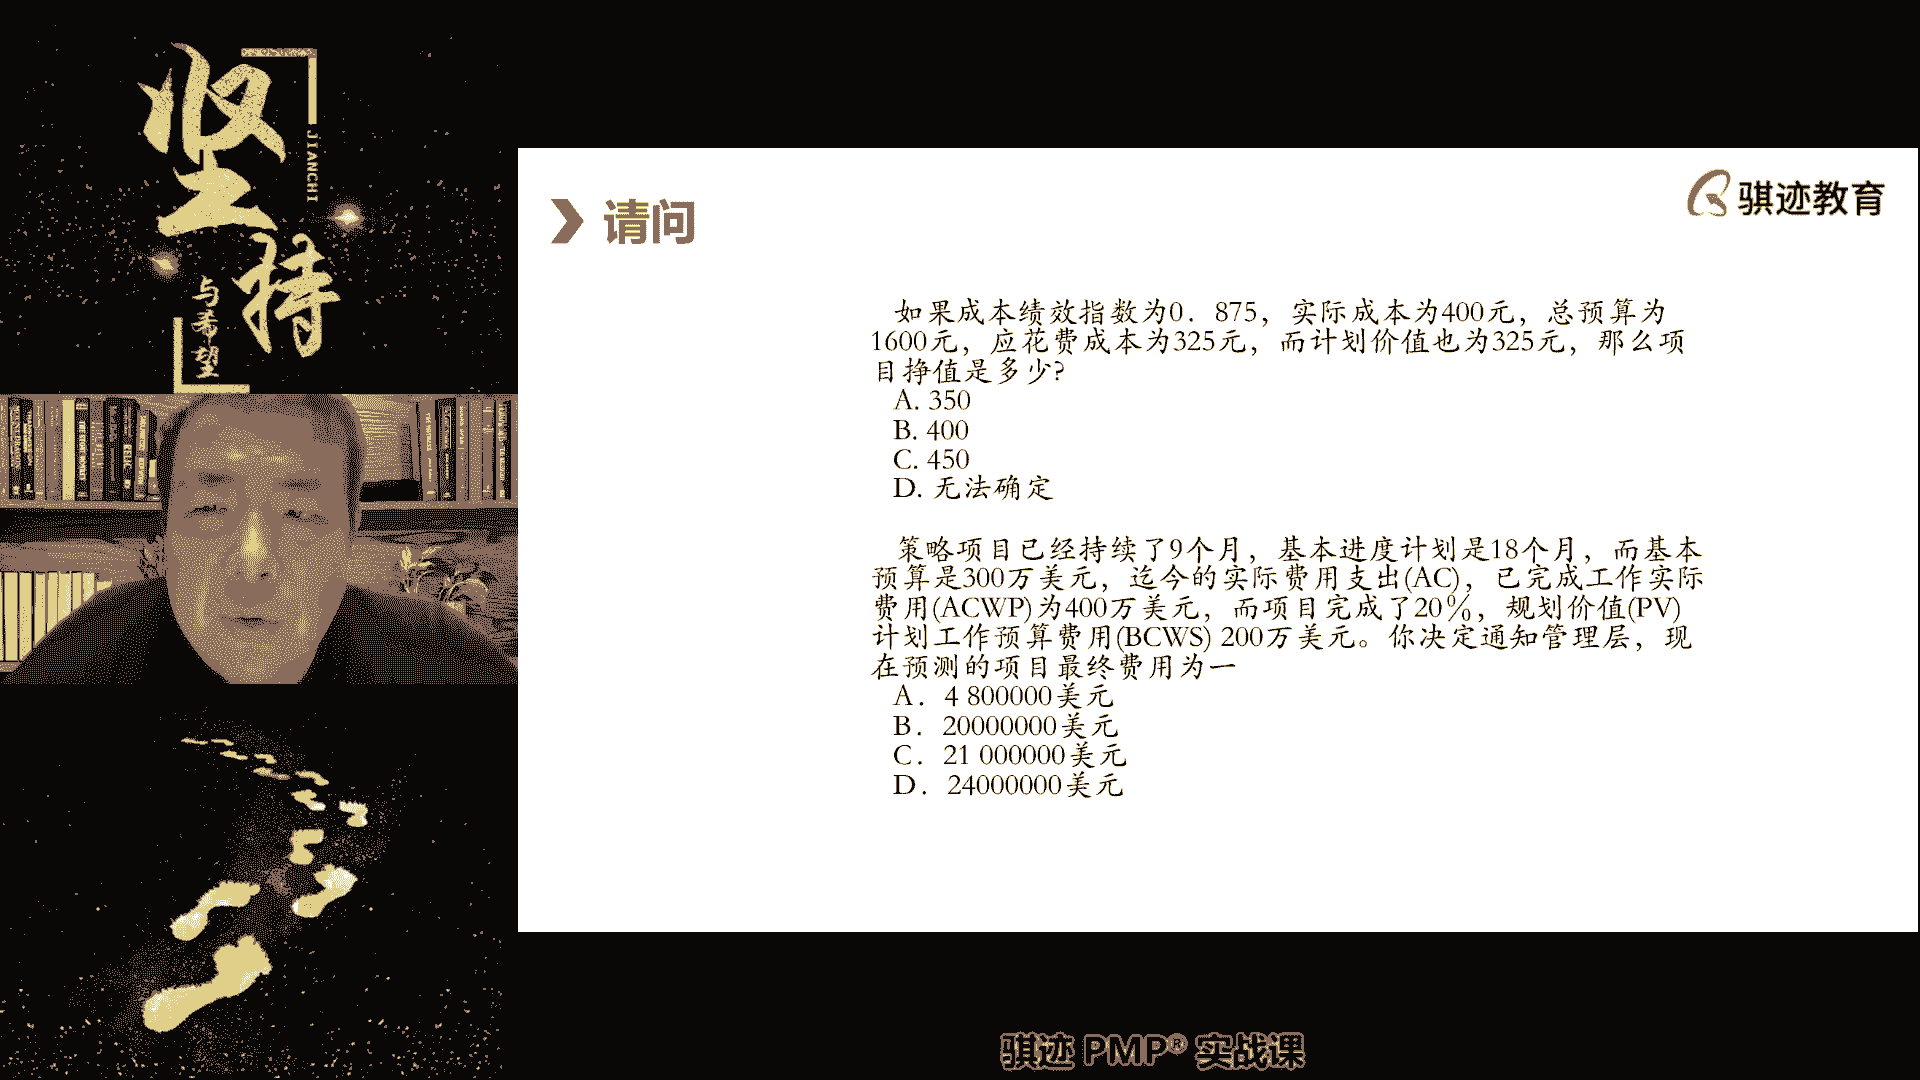 坚持
JIANCHI
与希望
骐迹教育
请问
如果成本绩效指数为0．875，实际成本为400元，总预算为
1600元，应花费成本为325元，而计划价值也为325元，那么项
目挣值是多少?
A. 350
B. 400
C. 450
D. 无法确定
策略项目已经持续了9个月，基本进度计划是18个月，而基本
预算是300万美元，迄今的实际费用支出(AC)，已完成工作实际
费用(ACWP)为400万美元，而项目完成了20％，规划价值(PV)
计划工作预算费用(BCWS) 200万美元。你决定通知管理层，现
在预测的项目最终费用为一
A．4 800000美元
B．20000000美元
C．21 000000美元
D．24000000美元
骐迹 PMP® 实战课